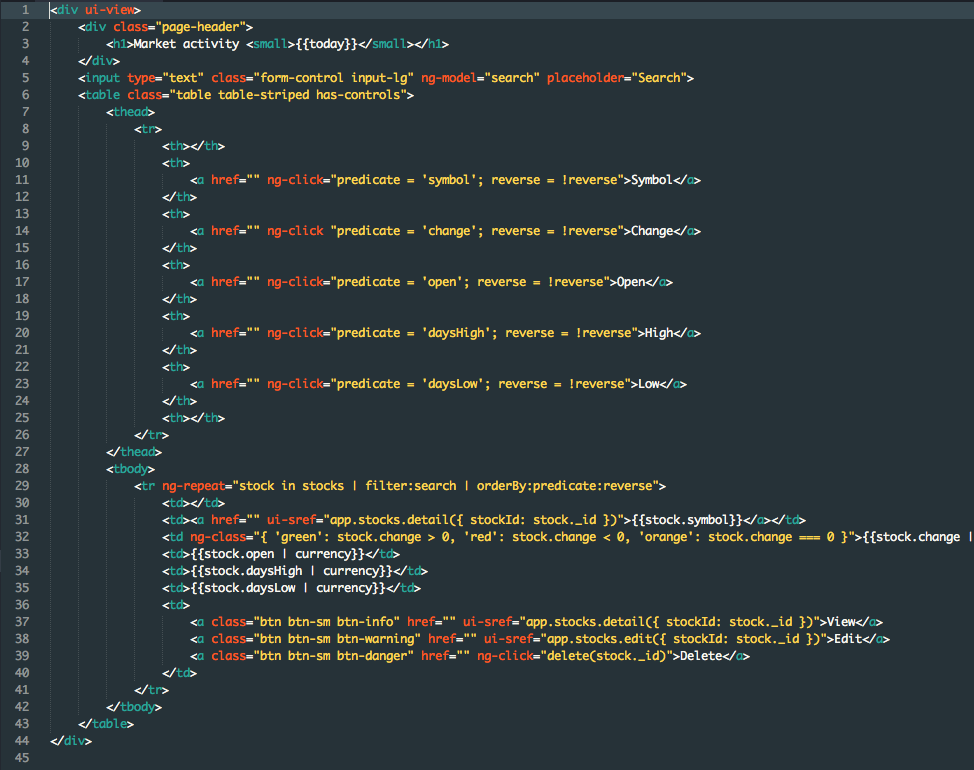 1 <div ui-view>
2     <div class="page-header">
3         <h1>Market activity <small>{{today}}</small></h1>
4     </div>
5     <input type="text" class="form-control input-lg" ng-model="search" placeholder="Search">
6     <table class="table table-striped has-controls">
7         <thead>
8             <tr>
9                 <th></th>
10                 <th>
11                     <a href="" ng-click="predicate = 'symbol'; reverse = !reverse">Symbol</a>
12                 </th>
13                 <th>
14                     <a href="" ng-click "predicate = 'change'; reverse = !reverse">Change</a>
15                 </th>
16                 <th>
17                     <a href="" ng-click="predicate = 'open'; reverse = !reverse">Open</a>
18                 </th>
19                 <th>
20                     <a href="" ng-click="predicate = 'daysHigh'; reverse = !reverse">High</a>
21                 </th>
22                 <th>
23                     <a href="" ng-click="predicate = 'daysLow'; reverse = !reverse">Low</a>
24                 </th>
25                 <th></th>
26             </tr>
27         </thead>
28         <tbody>
29             <tr ng-repeat="stock in stocks | filter:search | orderBy:predicate:reverse">
30                 <td></td>
31                 <td><a href="" ui-sref="app.stocks.detail({ stockId: stock._id })">{{stock.symbol}}</a></td>
32                 <td ng-class="{ 'green': stock.change > 0, 'red': stock.change < 0, 'orange': stock.change === 0 }">{{stock.change |
33                 <td>{{stock.open | currency}}</td>
34                 <td>{{stock.daysHigh | currency}}</td>
35                 <td>{{stock.daysLow | currency}}</td>
36                 <td>
37                     <a class="btn btn-sm btn-info" href="" ui-sref="app.stocks.detail({ stockId: stock._id })">View</a>
38                     <a class="btn btn-sm btn-warning" href="" ui-sref="app.stocks.edit({ stockId: stock._id })">Edit</a>
39                     <a class="btn btn-sm btn-danger" href="" ng-click="delete(stock._id)">Delete</a>
40                 </td>
41             </tr>
42         </tbody>
43     </table>
44 </div>
45